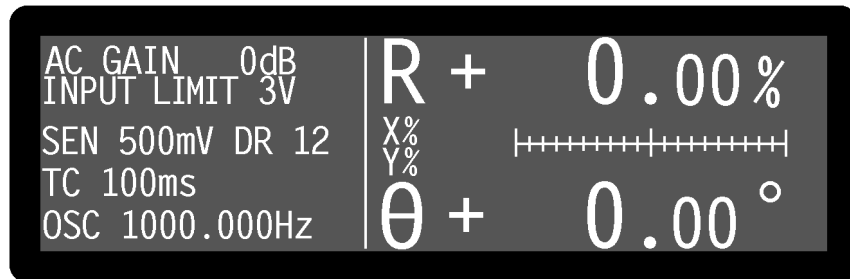 AC GAIN 0dB
INPUT LIMIT 3V
SEN 500mV DR 12
TC 100ms
OSC 1000.000Hz
R + 0.00%
X%
Y%
θ + 0.00°